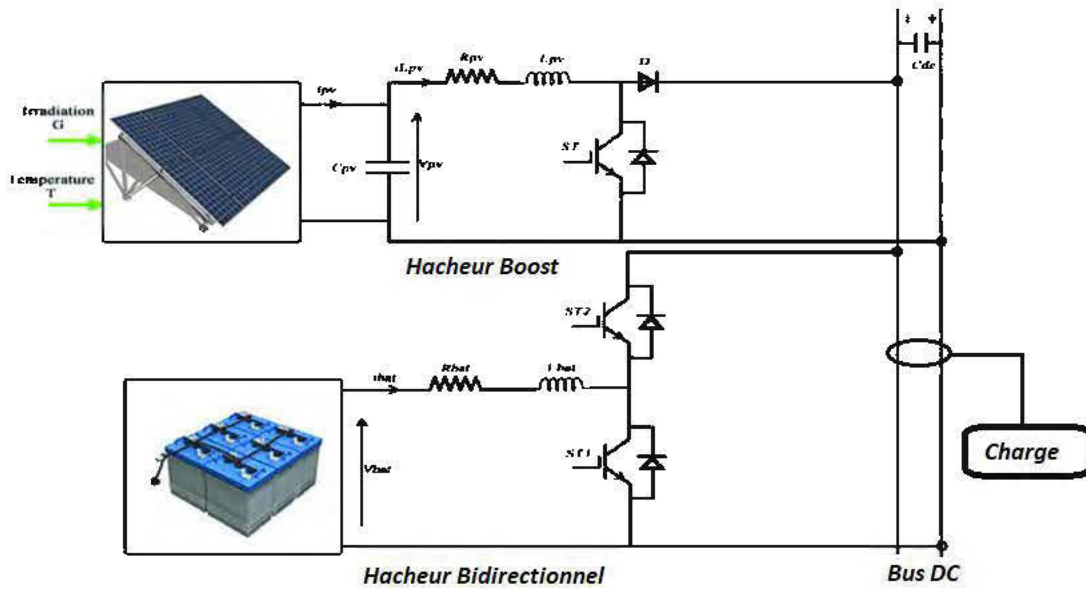 Irradiation
G
Temperature
T
Ipv
iLpv
Rpv
Lpv
D
Cpv
Vpv
ST
Cdc
Hacheur Boost
ST2
ibat
Rbat
Lbat
Vbat
ST1
Charge
Hacheur Bidirectionnel
Bus DC